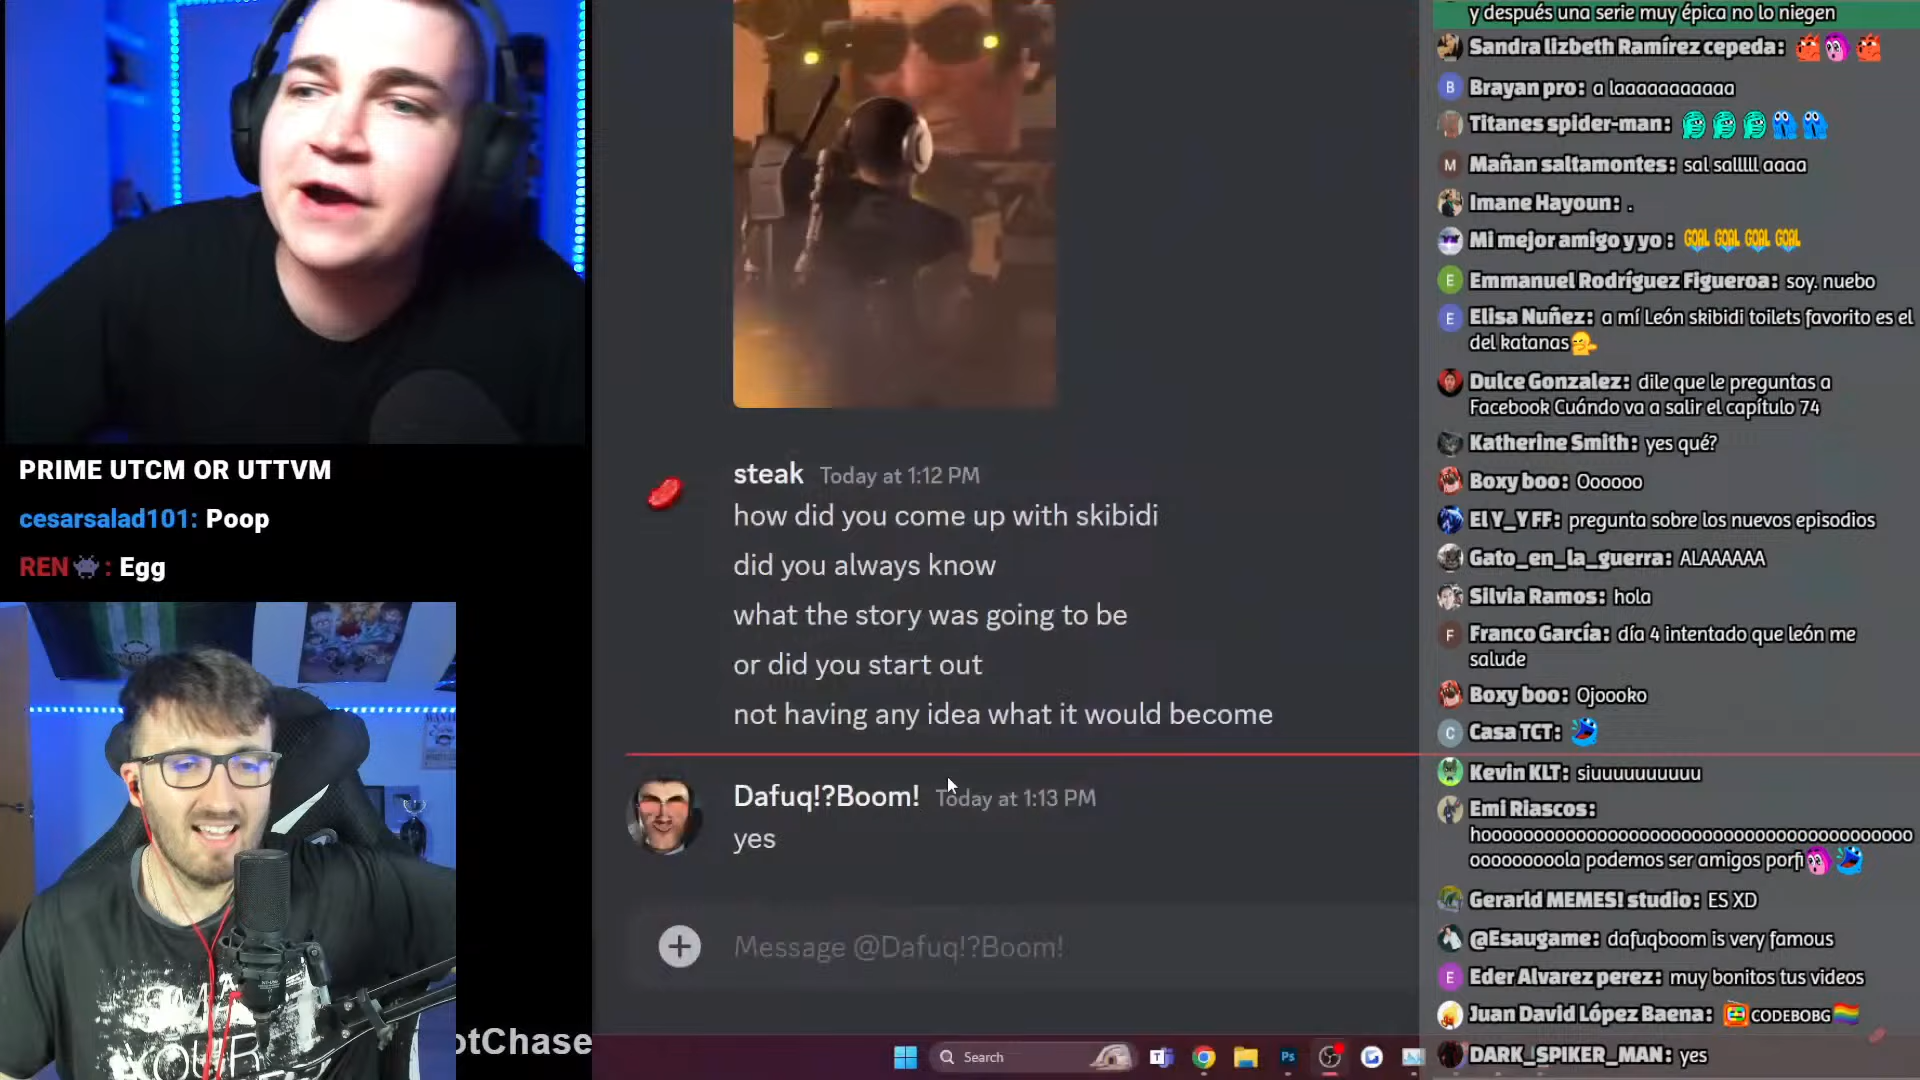 PRIME UTCM OR UTTVM
cesarsalad101: Poop
REN : Egg
otChase
steak Today at 1:12 PM
how did you come up with skibidi
did you always know
what the story was going to be
or did you start out
not having any idea what it would become
Dafuq!?Boom! Today at 1:13 PM
yes
Message @Dafuq!?Boom!
Search
y después una serie muy épica no lo niegen
Sandra lizbeth Ramírez cepeda:
B Brayan pro: a laaaaaaaaaaa
Titanes spider-man:
M Mañan saltamontes: sal salllll aaaa
Imane Hayoun: .
Mi mejor amigo y yo : GOAL GOAL GOAL GOAL
E Emmanuel Rodríguez Figueroa: soy. nuebo
E Elisa Nuñez: a mí León skibidi toilets favorito es el
del katanas
Dulce Gonzalez: dile que le preguntas a
Facebook Cuándo va a salir el capítulo 74
Katherine Smith: yes qué?
Boxy boo: Oooooo
El Y_Y FF: pregunta sobre los nuevos episodios
Gato_en_la_guerra: ALAAAAAA
Silvia Ramos: hola
F Franco García: día 4 intentado que león me
salude
Boxy boo: Ojoooko
C Casa TCT:
Kevin KLT: siuuuuuuuuuu
Emi Riascos:
hooooooooooooooooooooooooooooooooooooooooo
oooooooooola podemos ser amigos porfi
Gerarld MEMES! studio: ES XD
@Esaugame: dafuqboom is very famous
E Eder Alvarez perez: muy bonitos tus videos
Juan David López Baena: CODEBOBG
DARK_SPIKER_MAN: yes